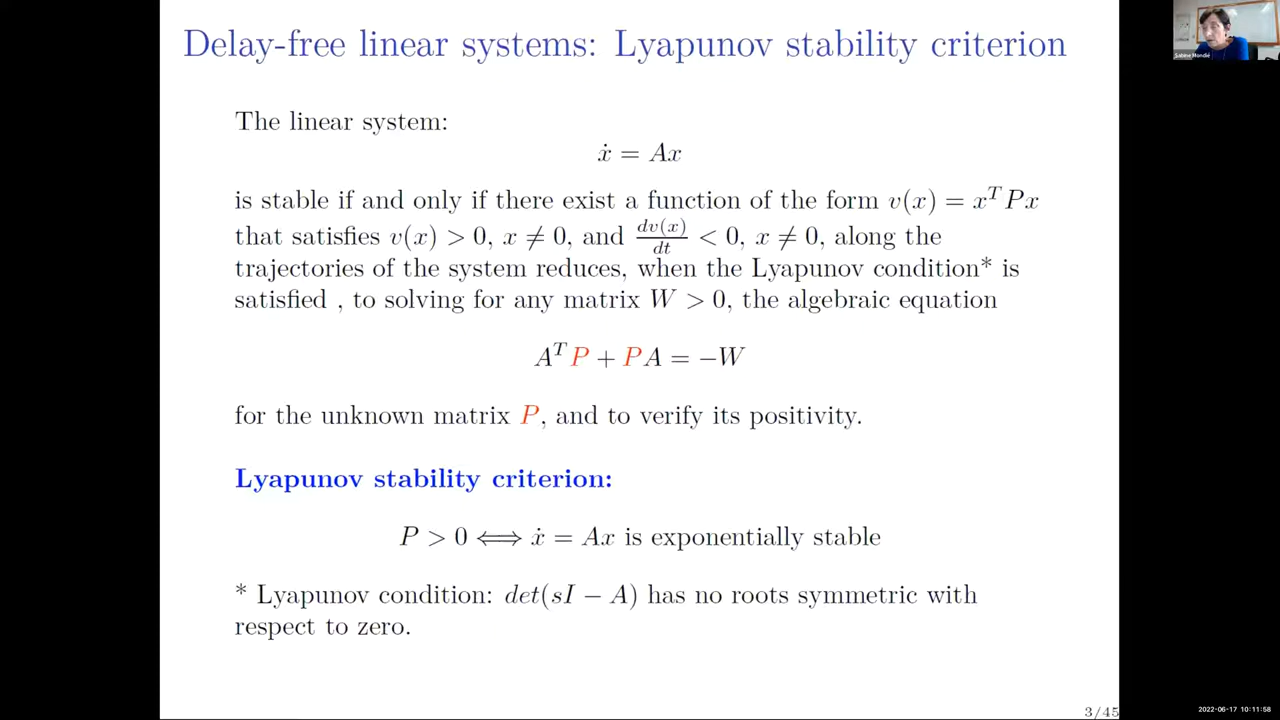 Delay-free linear systems: Lyapunov stability criterion
Sabine Mondié
The linear system:
ẋ = Ax
is stable if and only if there exist a function of the form v(x) = x^T Px
that satisfies v(x) > 0, x ≠ 0, and dv(x)/dt < 0, x ≠ 0, along the
trajectories of the system reduces, when the Lyapunov condition* is
satisfied , to solving for any matrix W > 0, the algebraic equation
A^T P + PA = −W
for the unknown matrix P, and to verify its positivity.
Lyapunov stability criterion:
P > 0 ⟺ ẋ = Ax is exponentially stable
* Lyapunov condition: det(sI − A) has no roots symmetric with
respect to zero.
3/45
2022-06-17 10:11:58